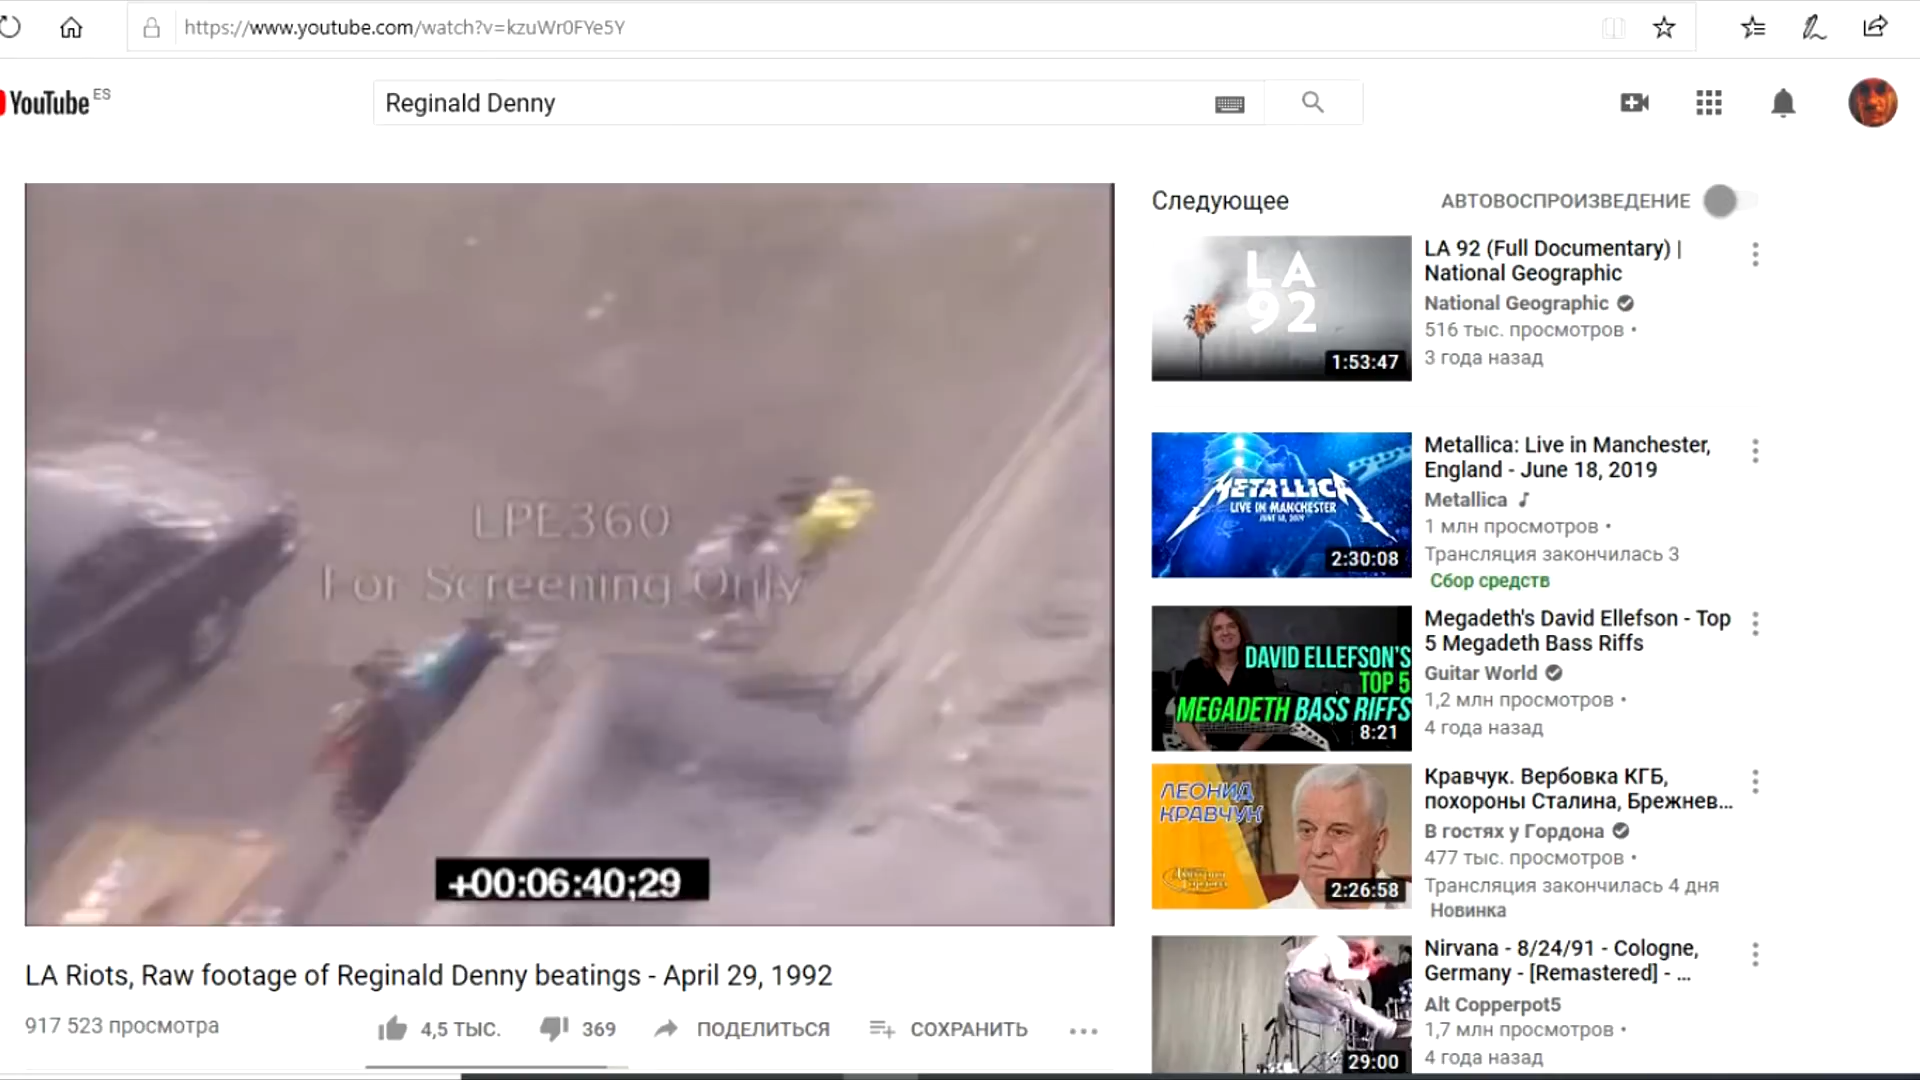 https://www.youtube.com/watch?v=kzuWr0FYe5Y
YouTube ES
Reginald Denny
LPE360
For Screening Only
+00:06:40;29
LA Riots, Raw footage of Reginald Denny beatings - April 29, 1992
917 523 просмотра
4,5 ТЫС.
369
ПОДЕЛИТЬСЯ
СОХРАНИТЬ
Следующее
АВТОВОСПРОИЗВЕДЕНИЕ
LA
92
1:53:47
LA 92 (Full Documentary) |
National Geographic
National Geographic
516 тыс. просмотров •
3 года назад
METALLICA
LIVE IN MANCHESTER
JUNE 18, 2019
2:30:08
Metallica: Live in Manchester,
England - June 18, 2019
Metallica
1 млн просмотров •
Трансляция закончилась 3
Сбор средств
DAVID ELLEFSON'S
TOP 5
MEGADETH BASS RIFFS
8:21
Megadeth's David Ellefson - Top
5 Megadeth Bass Riffs
Guitar World
1,2 млн просмотров •
4 года назад
ЛЕОНИД
КРАВЧУК
2:26:58
Кравчук. Вербовка КГБ,
похороны Сталина, Брежнев...
В гостях у Гордона
477 тыс. просмотров •
Трансляция закончилась 4 дня
Новинка
29:00
Nirvana - 8/24/91 - Cologne,
Germany - [Remastered] - ...
Alt Copperpot5
1,7 млн просмотров •
4 года назад